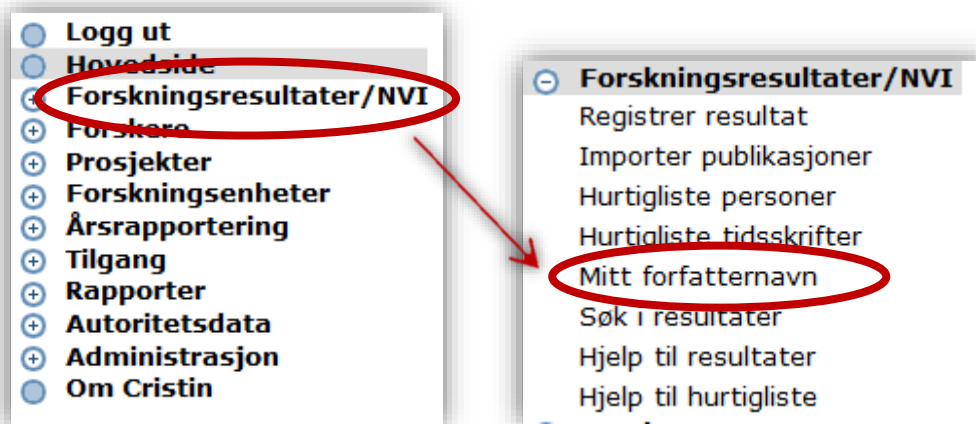 Logg ut
Hovedside
Forskningsresultater/NVI
Forskere
Prosjekter
Forskningsenheter
Årsrapportering
Tilgang
Rapporter
Autoritetsdata
Administrasjon
Om Cristin
Forskningsresultater/NVI
Registrer resultat
Importer publikasjoner
Hurtigliste personer
Hurtigliste tidsskrifter
Mitt forfatternavn
Søk i resultater
Hjelp til resultater
Hjelp til hurtigliste